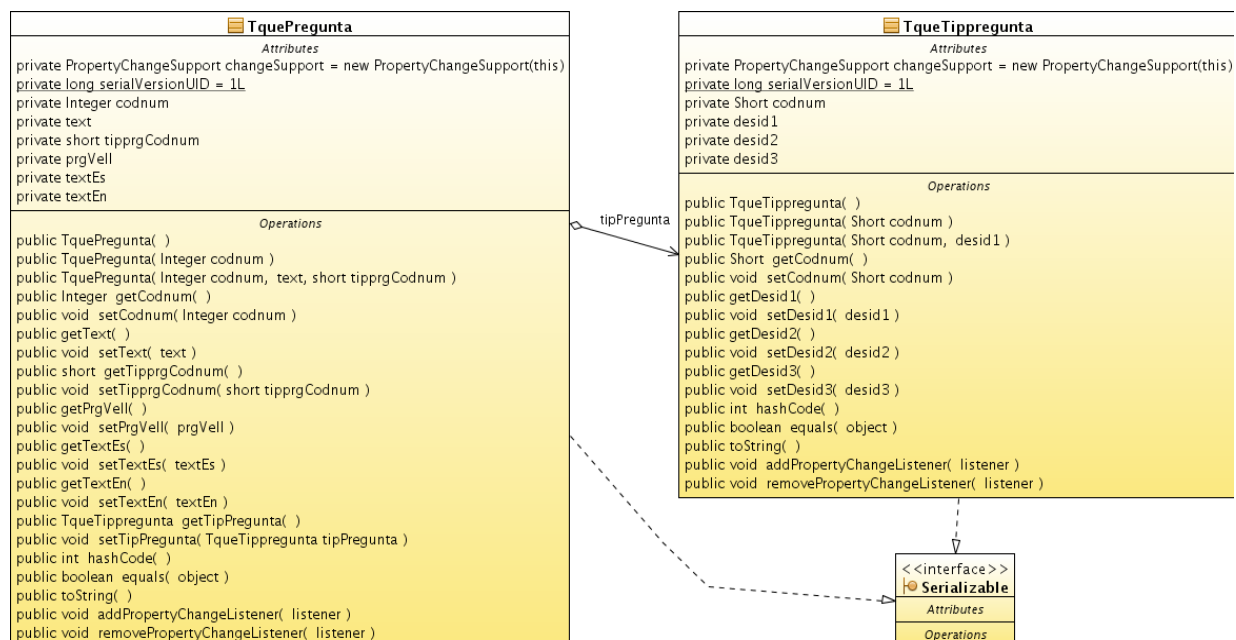 TquePregunta
Attributes
private PropertyChangeSupport changeSupport = new PropertyChangeSupport(this)
private long serialVersionUID = 1L
private Integer codnum
private text
private short tipprgCodnum
private prgVell
private textEs
private textEn
Operations
public TquePregunta( )
public TquePregunta( Integer codnum )
public TquePregunta( Integer codnum, text, short tipprgCodnum )
public Integer getCodnum( )
public void setCodnum( Integer codnum )
public getText( )
public void setText( text )
public short getTipprgCodnum( )
public void setTipprgCodnum( short tipprgCodnum )
public getPrgVell( )
public void setPrgVell( prgVell )
public getTextEs( )
public void setTextEs( textEs )
public getTextEn( )
public void setTextEn( textEn )
public TqueTippregunta getTipPregunta( )
public void setTipPregunta( TqueTippregunta tipPregunta )
public int hashCode( )
public boolean equals( object )
public toString( )
public void addPropertyChangeListener( listener )
public void removePropertyChangeListener( listener )
tipPregunta
TqueTippregunta
Attributes
private PropertyChangeSupport changeSupport = new PropertyChangeSupport(this)
private long serialVersionUID = 1L
private Short codnum
private desid1
private desid2
private desid3
Operations
public TqueTippregunta( )
public TqueTippregunta( Short codnum )
public TqueTippregunta( Short codnum, desid1 )
public Short getCodnum( )
public void setCodnum( Short codnum )
public getDesid1( )
public void setDesid1( desid1 )
public getDesid2( )
public void setDesid2( desid2 )
public getDesid3( )
public void setDesid3( desid3 )
public int hashCode( )
public boolean equals( object )
public toString( )
public void addPropertyChangeListener( listener )
public void removePropertyChangeListener( listener )
<<interface>>
Serializable
Attributes
Operations